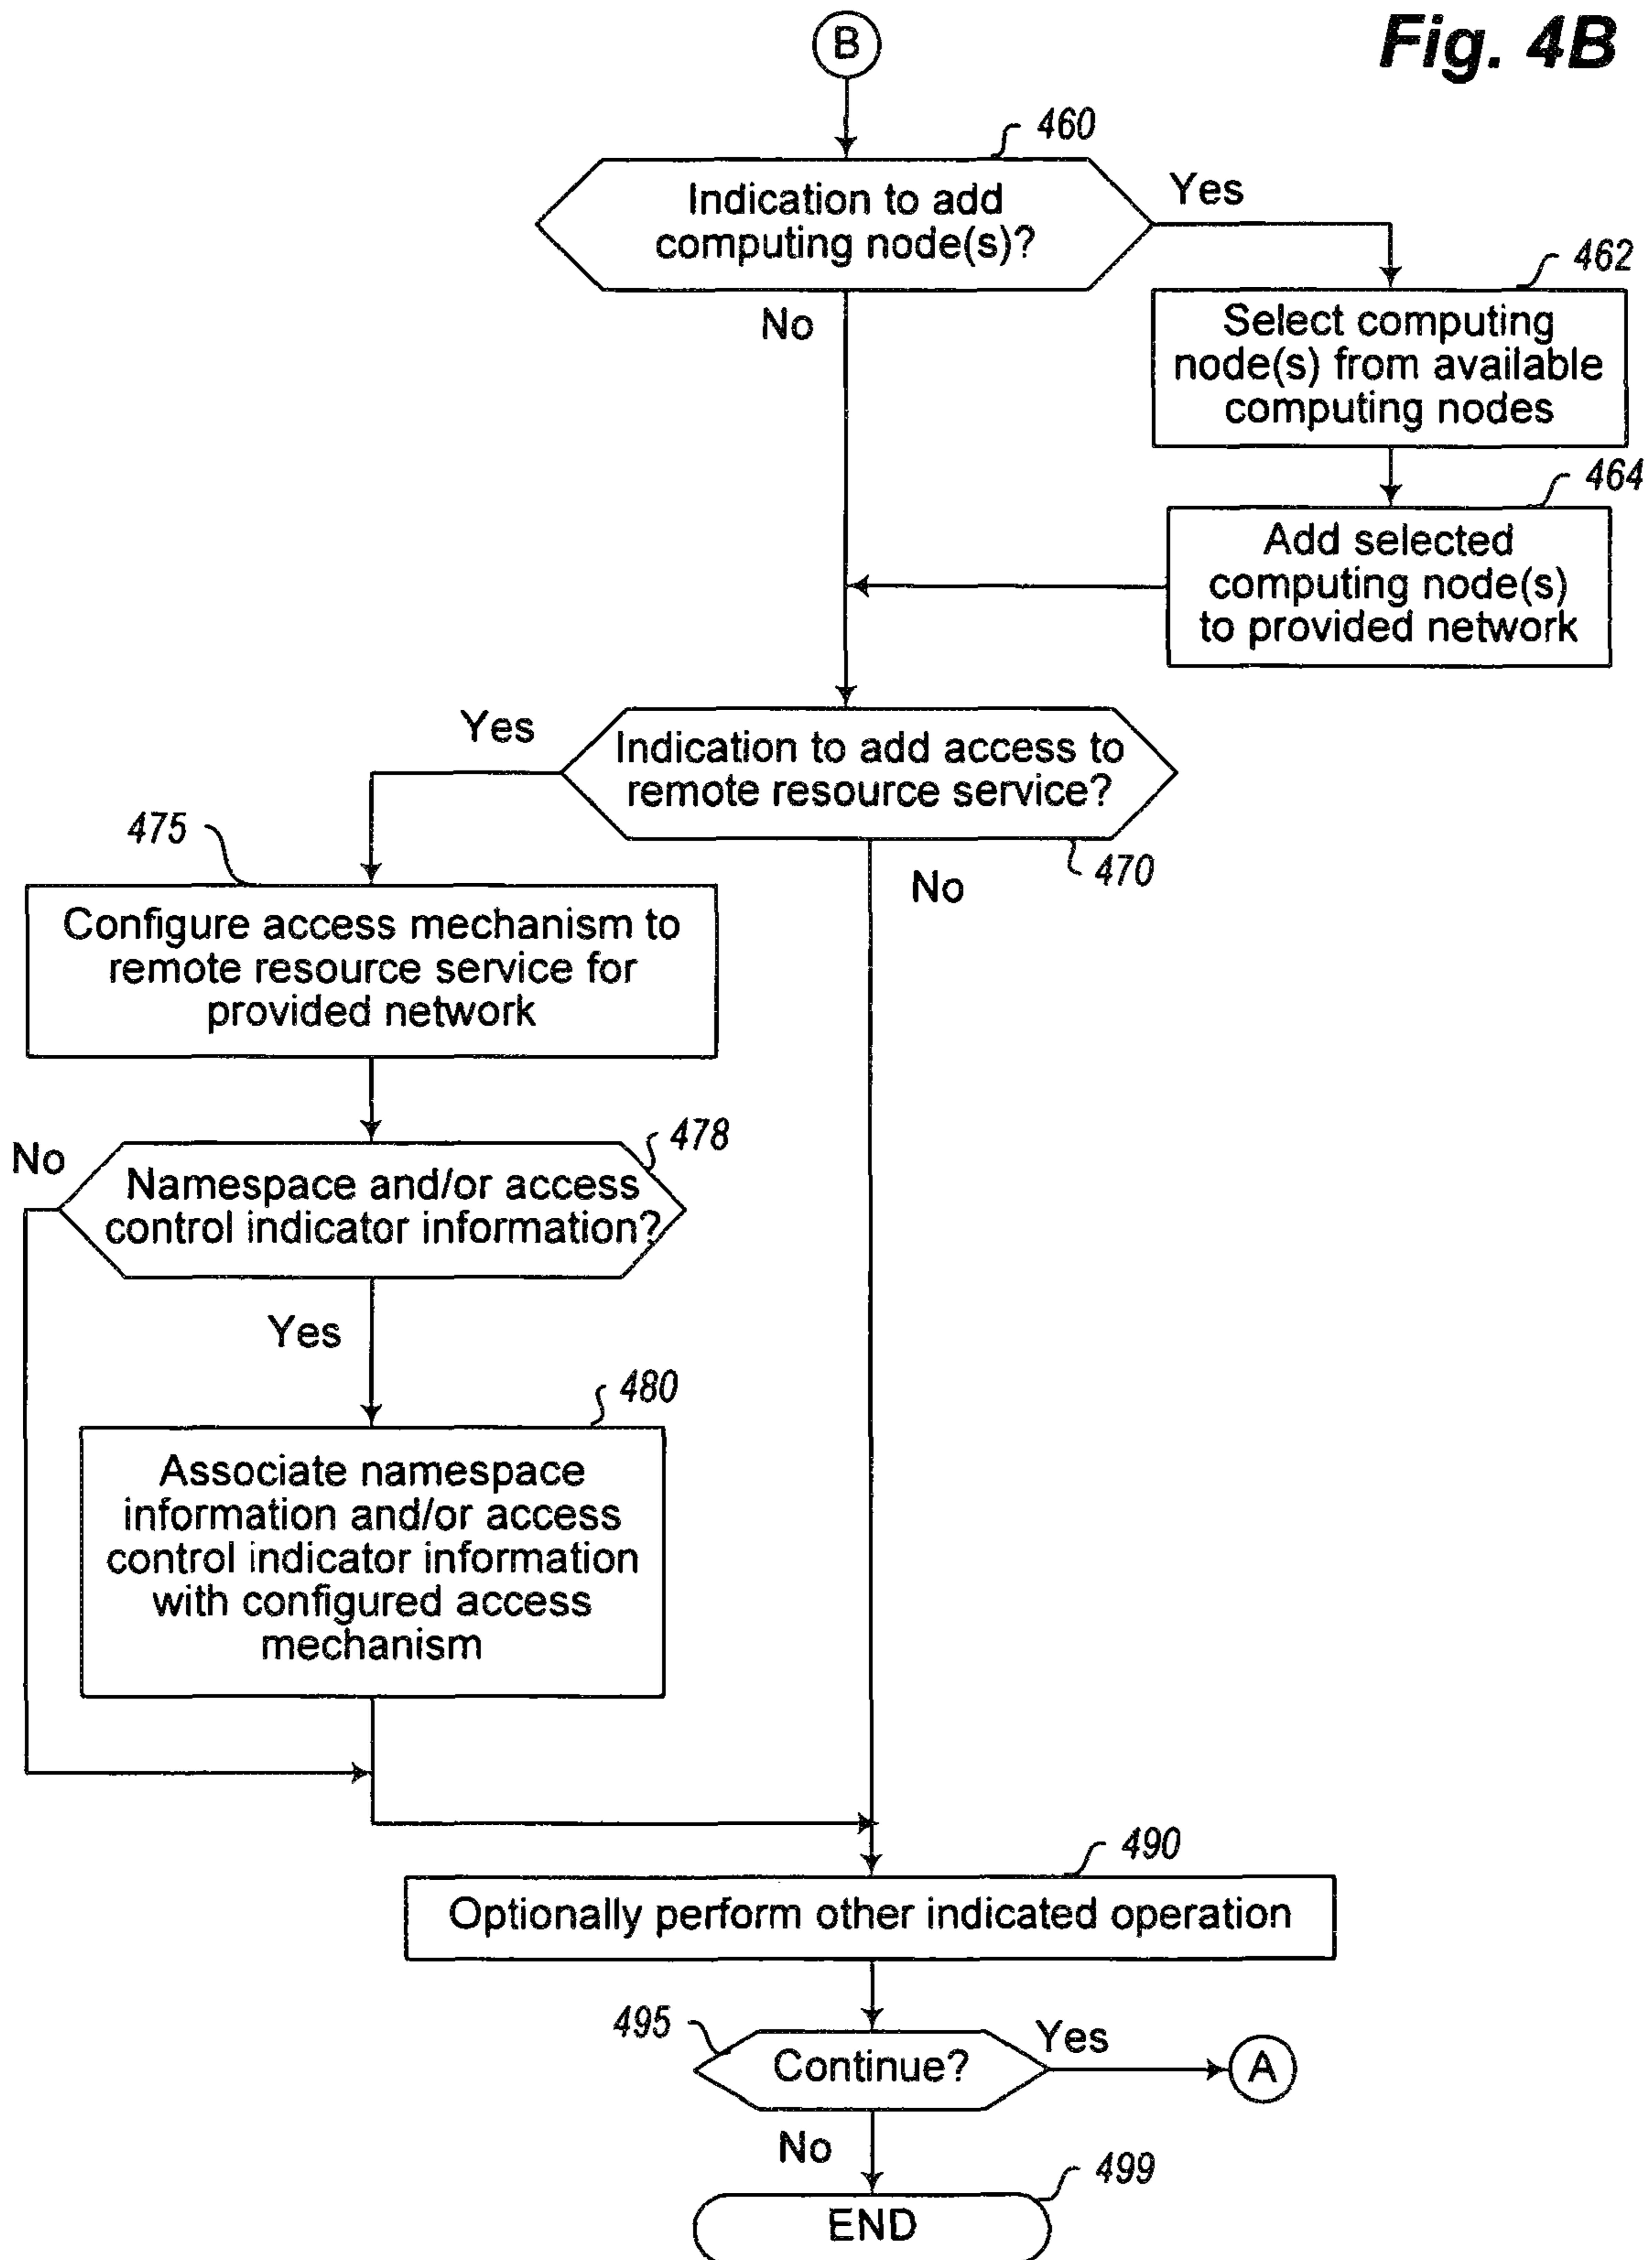 Fig. 4B
B
460
Indication to add
computing node(s)?
Yes
No
462
Select computing
node(s) from available
computing nodes
464
Add selected
computing node(s)
to provided network
Yes
Indication to add access to
remote resource service?
470
No
475
Configure access mechanism to
remote resource service for
provided network
478
No
Namespace and/or access
control indicator information?
Yes
480
Associate namespace
information and/or access
control indicator information
with configured access
mechanism
490
Optionally perform other indicated operation
495
Continue?
Yes
A
No
499
END